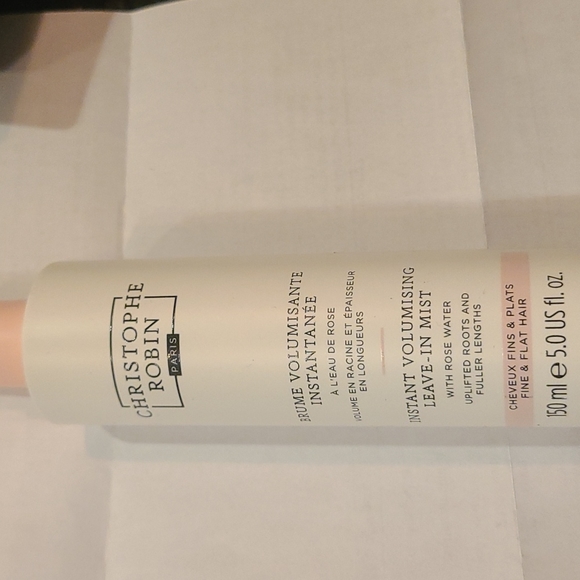 CHRISTOPHE
ROBIN
PARIS
BRUME VOLUMISANTE
INSTANTANÉE
À L'EAU DE ROSE
VOLUME EN RACINE ET ÉPAISSEUR
EN LONGUEURS
INSTANT VOLUMISING
LEAVE-IN MIST
WITH ROSE WATER
UPLIFTED ROOTS AND
FULLER LENGTHS
CHEVEUX FINS & PLATS
FINE & FLAT HAIR
150 ml e 5.0 US fl. oz.